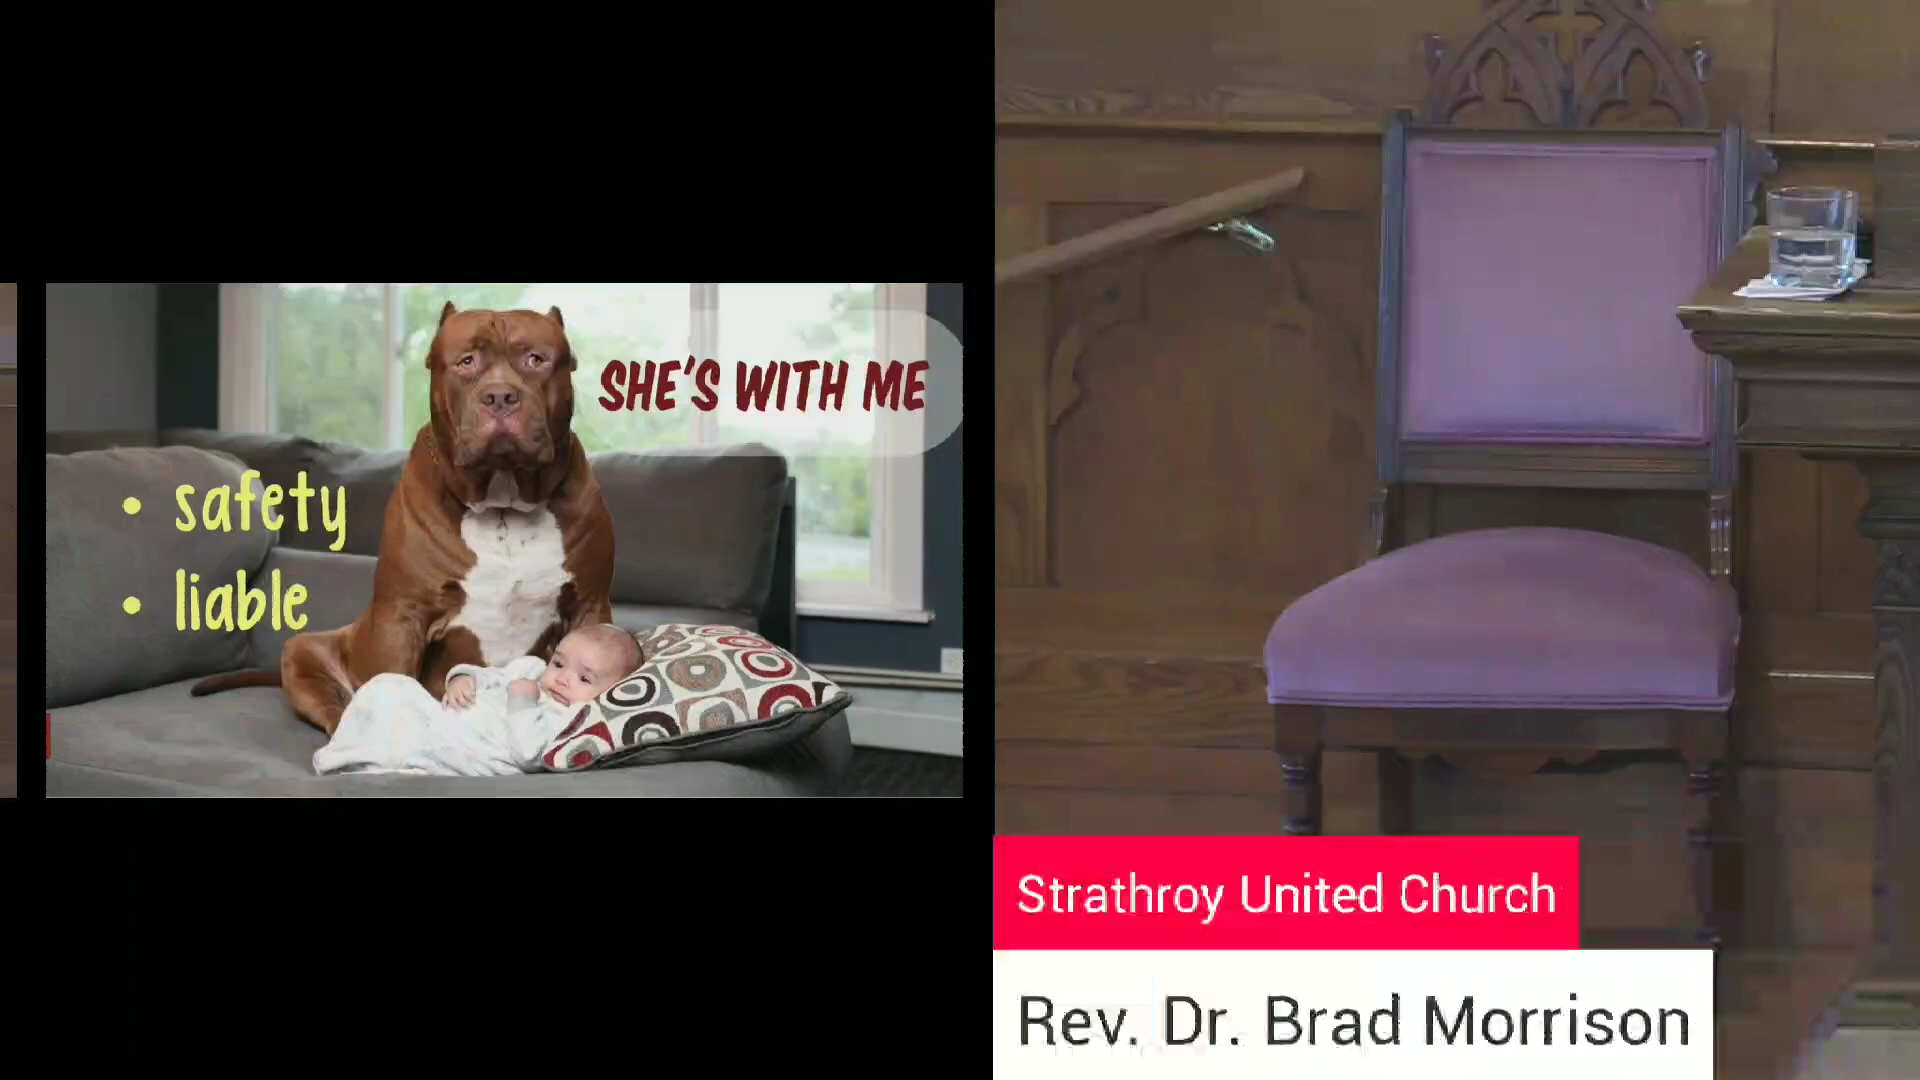 SHE'S WITH ME
• safety
• liable
Strathroy United Church
Rev. Dr. Brad Morrison